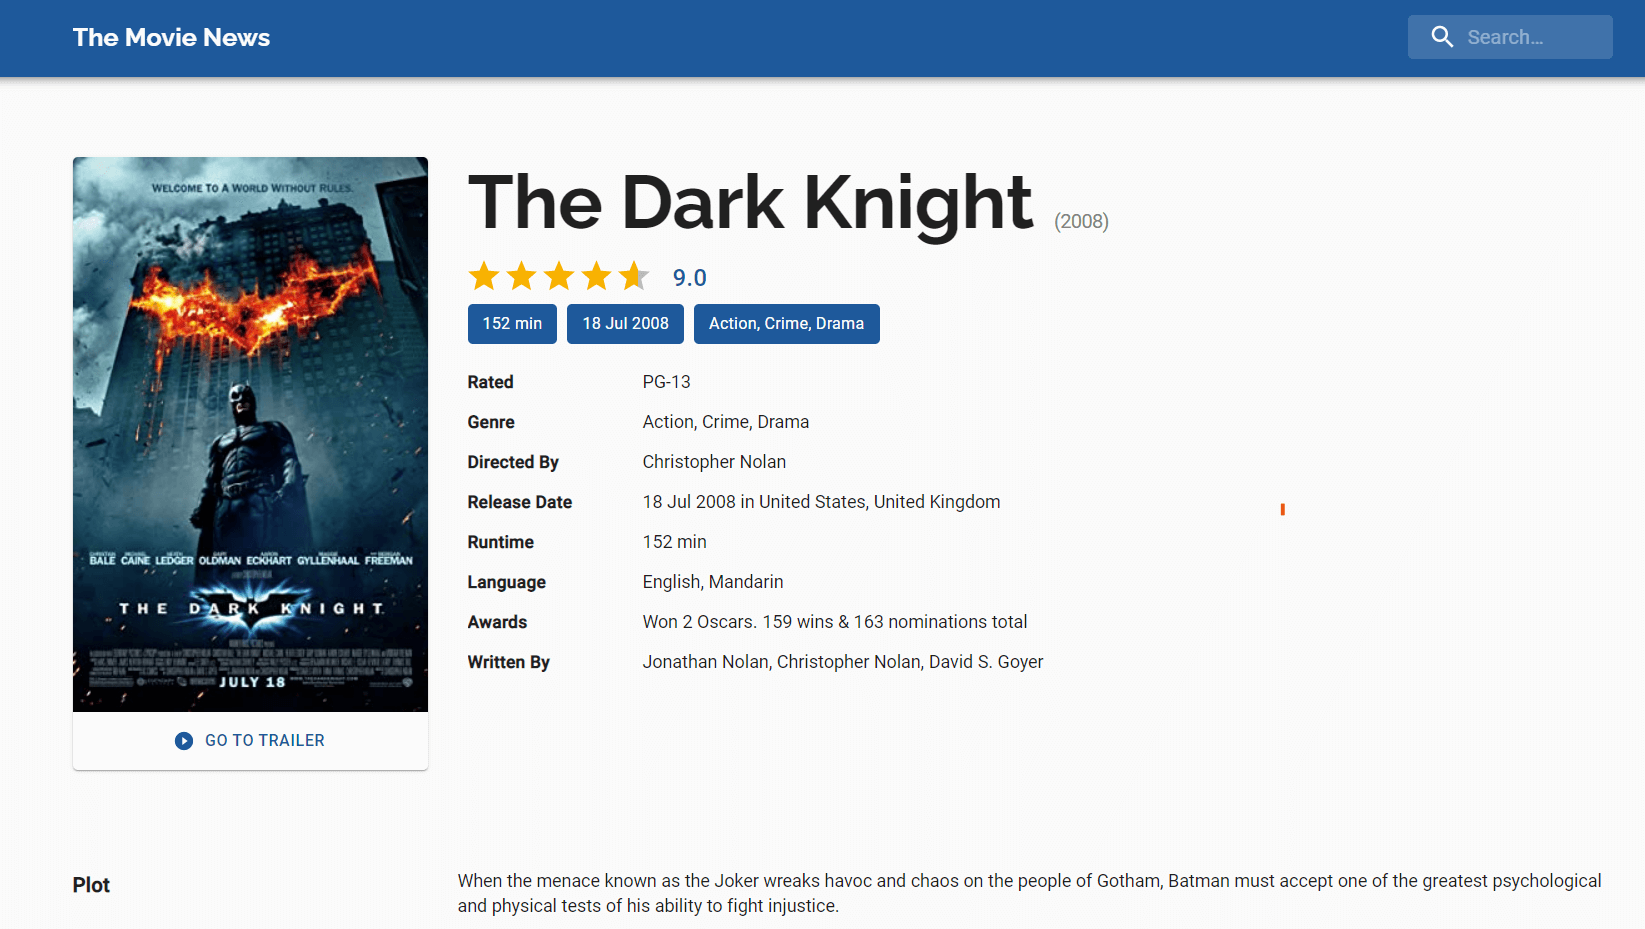 The Movie News
Search...
WELCOME TO A WORLD WITHOUT RULES.
BALE CAINE LEDGER OLDMAN ECKHART GYLLENHAAL FREEMAN
THE DARK KNIGHT
JULY 18
GO TO TRAILER
The Dark Knight (2008)
9.0
152 min 18 Jul 2008 Action, Crime, Drama
Rated PG-13
Genre Action, Crime, Drama
Directed By Christopher Nolan
Release Date 18 Jul 2008 in United States, United Kingdom
Runtime 152 min
Language English, Mandarin
Awards Won 2 Oscars. 159 wins & 163 nominations total
Written By Jonathan Nolan, Christopher Nolan, David S. Goyer
Plot
When the menace known as the Joker wreaks havoc and chaos on the people of Gotham, Batman must accept one of the greatest psychological
and physical tests of his ability to fight injustice.